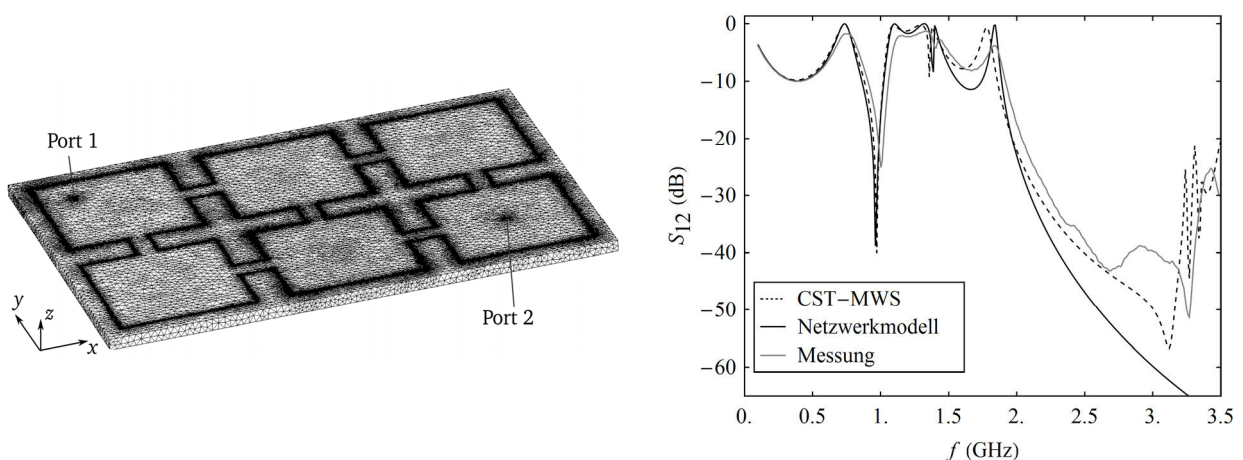 Port 1
Port 2
y
z
x
S12 (dB)
0
−10
−20
−30
−40
−50
−60
CST−MWS
Netzwerkmodell
Messung
0.
0.5
1.
1.5
2.
2.5
3.
3.5
f (GHz)